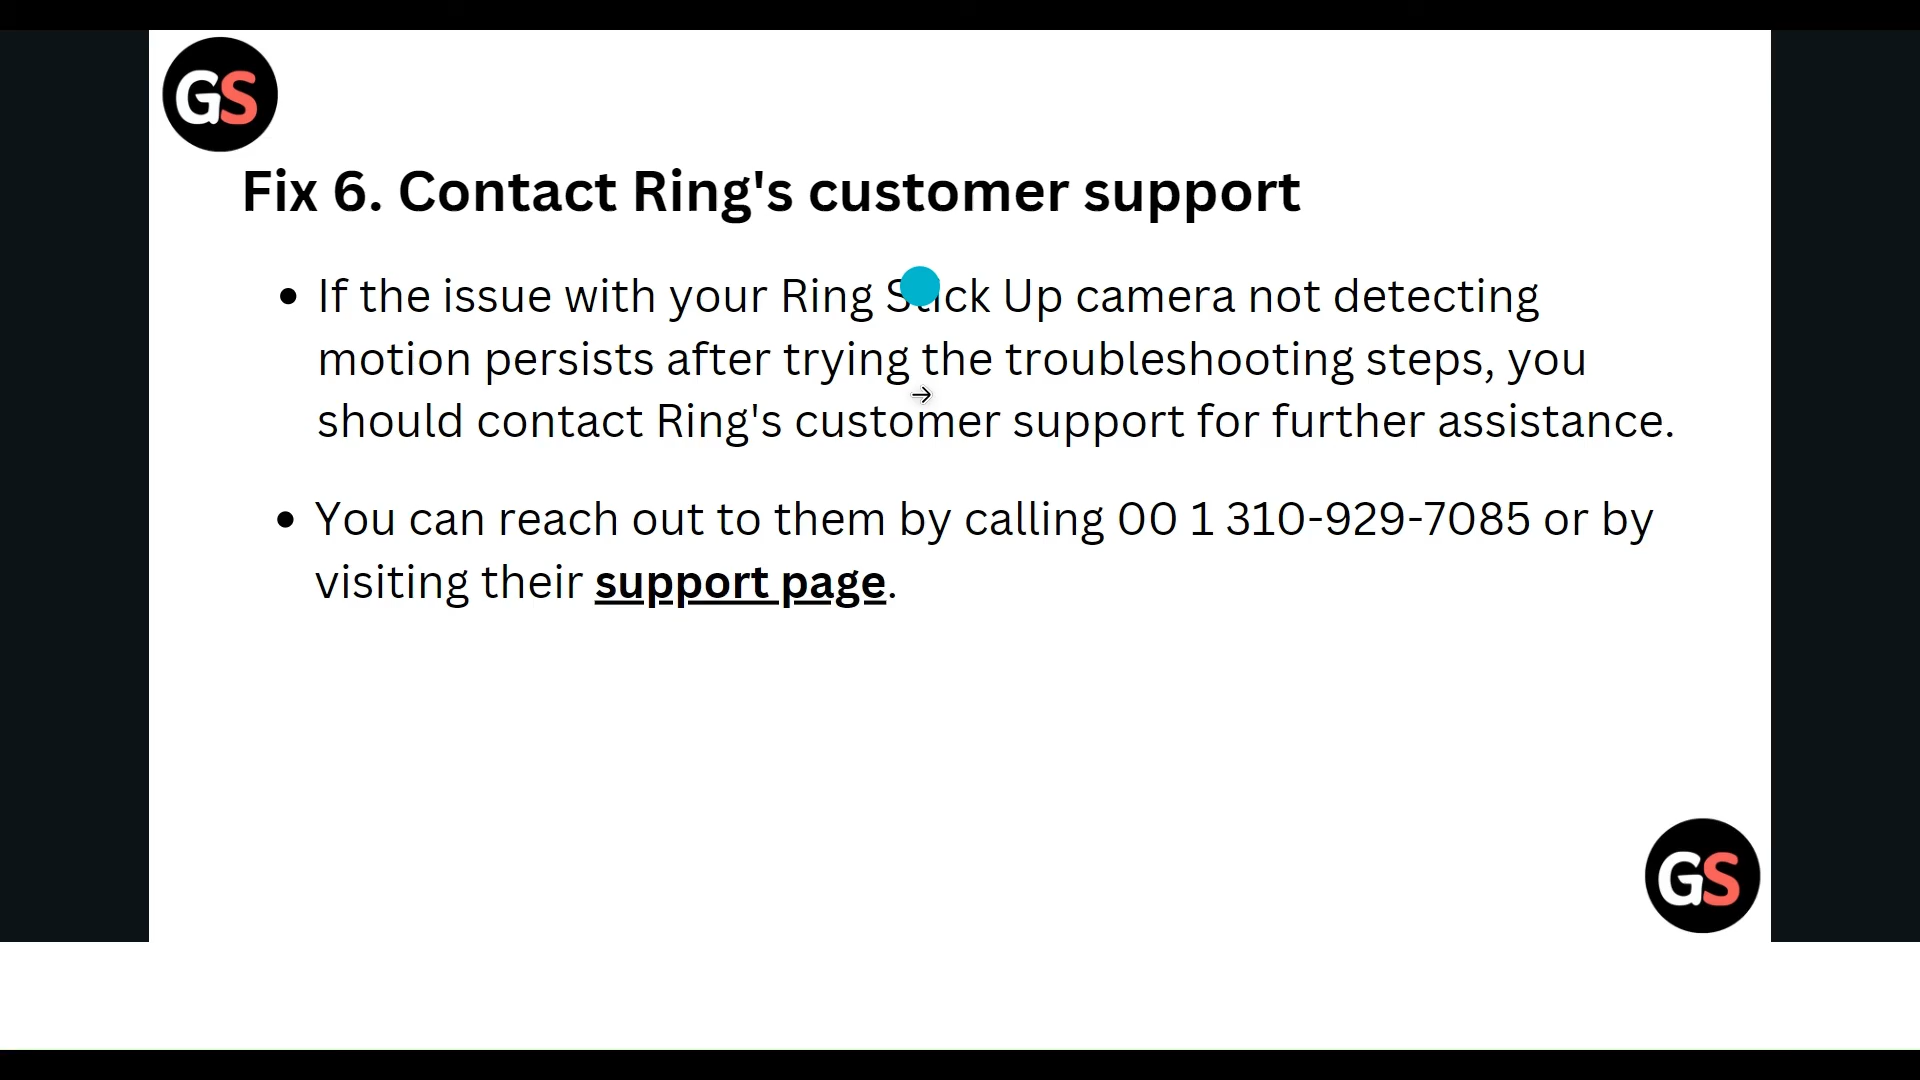 GS
Fix 6. Contact Ring's customer support
• If the issue with your Ring Stick Up camera not detecting
motion persists after trying the troubleshooting steps, you
should contact Ring's customer support for further assistance.
• You can reach out to them by calling 00 1 310-929-7085 or by
visiting their support page.
GS